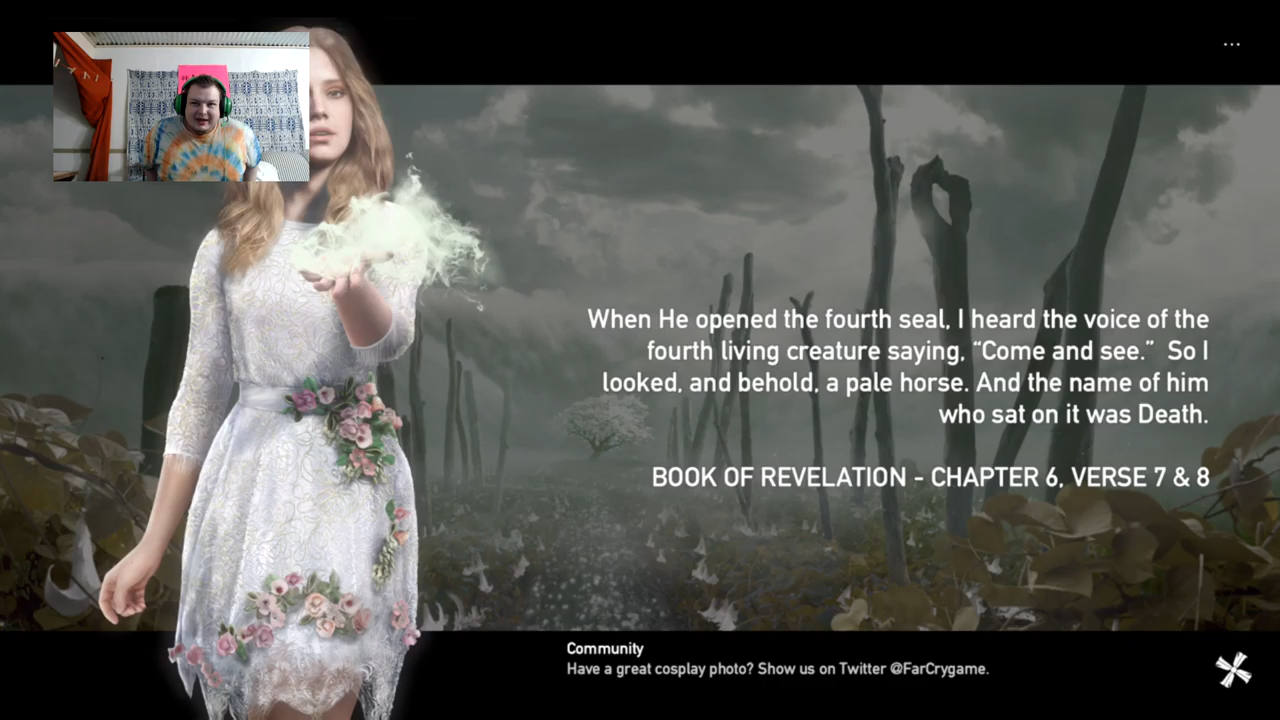 ...
When He opened the fourth seal, I heard the voice of the
fourth living creature saying, “Come and see.”  So I
looked, and behold, a pale horse. And the name of him
who sat on it was Death.
BOOK OF REVELATION - CHAPTER 6, VERSE 7 & 8
Community
Have a great cosplay photo? Show us on Twitter @FarCrygame.